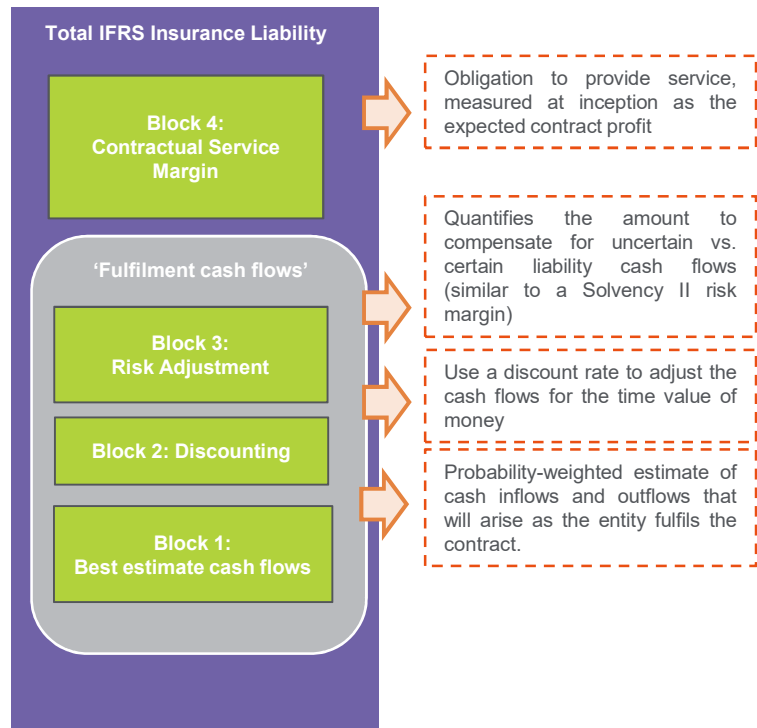 Total IFRS Insurance Liability
Block 4:
Contractual Service
Margin
Obligation to provide service,
measured at inception as the
expected contract profit
‘Fulfilment cash flows’
Quantifies the amount to
compensate for uncertain vs.
certain liability cash flows
(similar to a Solvency II risk
margin)
Block 3:
Risk Adjustment
Use a discount rate to adjust the
cash flows for the time value of
money
Block 2: Discounting
Probability-weighted estimate of
cash inflows and outflows that
will arise as the entity fulfils the
contract.
Block 1:
Best estimate cash flows